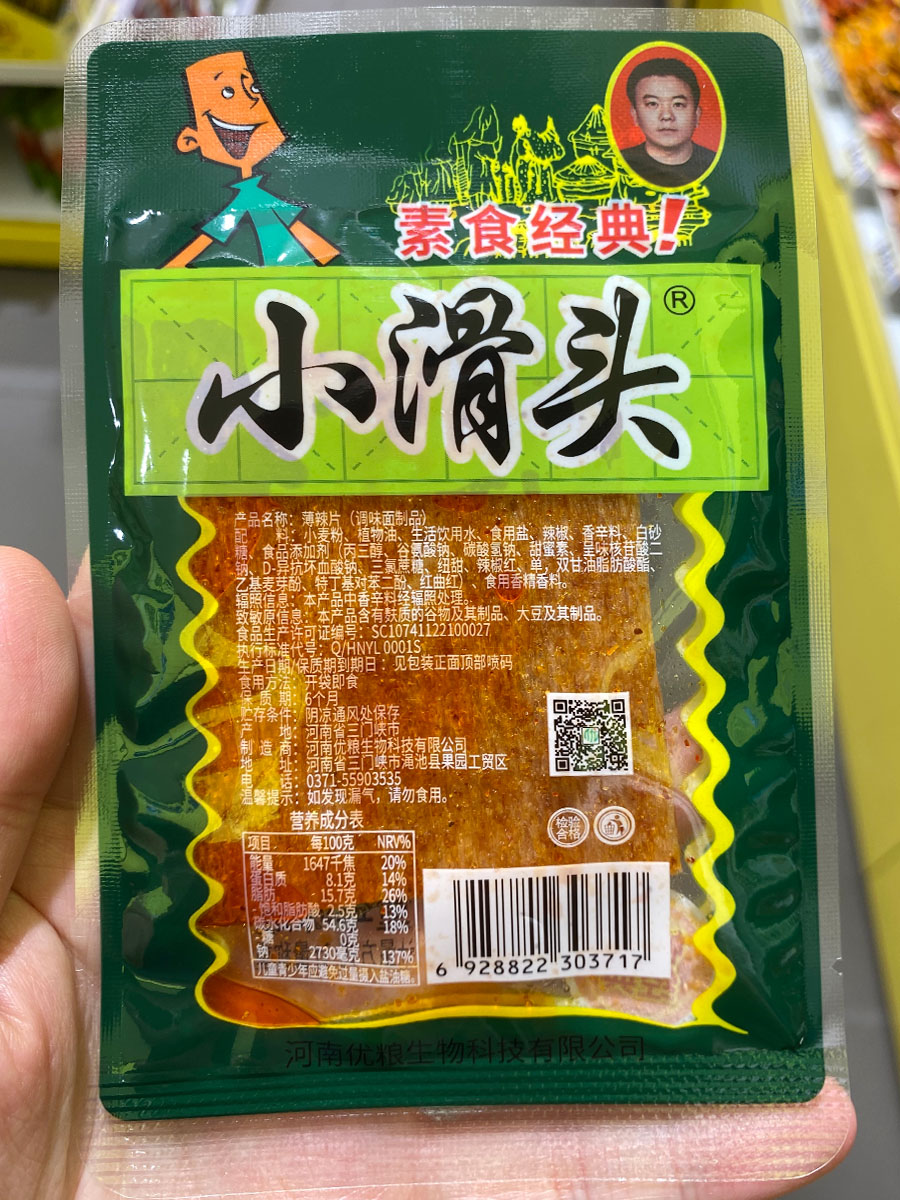 素食经典!
小滑头®
产品名称：薄辣片（调味面制品）
配 料：小麦粉、植物油、生活饮用水、食用盐、辣椒、香辛料、白砂
糖、食品添加剂（丙三醇、谷氨酸钠、碳酸氢钠、甜蜜素、呈味核苷酸二
钠、D-异抗坏血酸钠、三氯蔗糖、纽甜、辣椒红、单，双甘油脂肪酸酯、
乙基麦芽酚、特丁基对苯二酚、红曲红）、食用香精香料。
辐照信息：本产品中香辛料经辐照处理。
致敏原信息：本产品含有麸质的谷物及其制品、大豆及其制品。
食品生产许可证编号：SC10741122100027
执行标准代号：Q/HNYL 0001S
生产日期/保质期到期日：见包装正面顶部喷码
食用方法：开袋即食
保 质 期：6个月
贮存条件：阴凉通风处保存
产 地：河南省三门峡市
制 造 商：河南优粮生物科技有限公司
地 址：河南省三门峡市渑池县果园工贸区
电 话：0371-55903535
温馨提示：如发现漏气，请勿食用。
营养成分表
项目 每100克 NRV%
能量 1647千焦 20%
蛋白质 8.1克 14%
脂肪 15.7克 26%
- 饱和脂肪酸 2.5克 13%
碳水化合物 54.6克 18%
- 糖 0克
钠 2730毫克 137%
儿童青少年应避免过量摄入盐油糖。
检验
合格
6 928822 303717
河南优粮生物科技有限公司